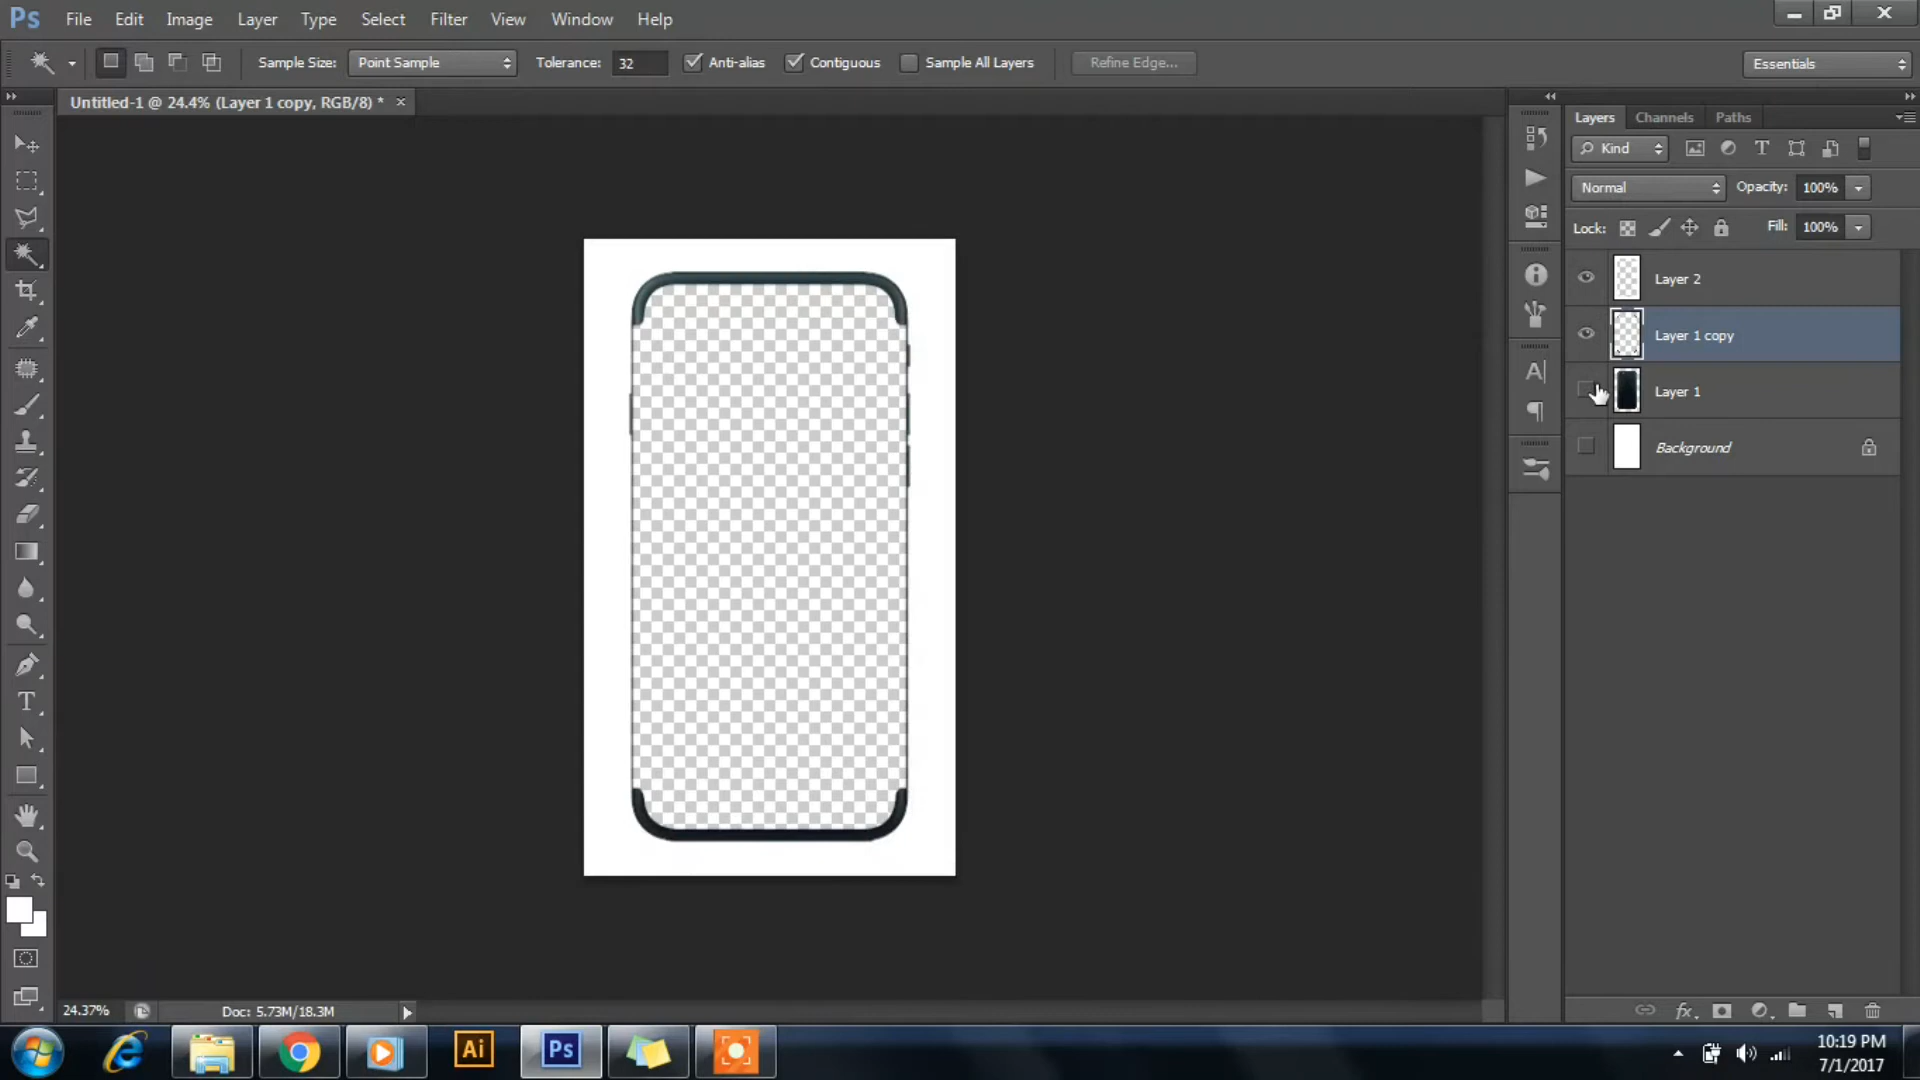 Ps File Edit Image Layer Type Select Filter View Window Help
Sample Size: Point Sample Tolerance: 32 Anti-alias Contiguous Sample All Layers Refine Edge... Essentials
Untitled-1 @ 24.4% (Layer 1 copy, RGB/8) * ×
Layers Channels Paths
Kind
Normal Opacity: 100%
Lock: Fill: 100%
Layer 2
Layer 1 copy
Layer 1
Background
24.37% Doc: 5.73M/18.3M
Ai Ps
10:19 PM
7/1/2017